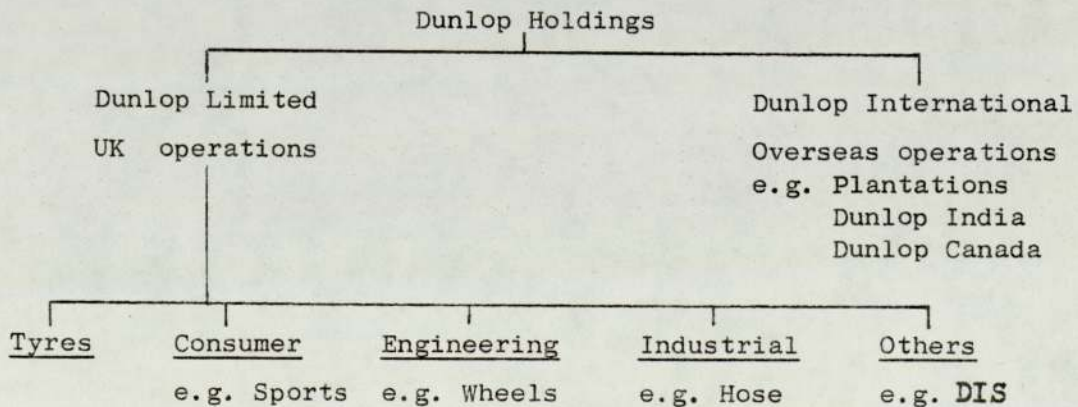 Dunlop Holdings
Dunlop Limited
UK operations
Dunlop International
Overseas operations
e.g. Plantations
Dunlop India
Dunlop Canada
Tyres Consumer Engineering Industrial Others
e.g. Sports e.g. Wheels e.g. Hose e.g. DIS